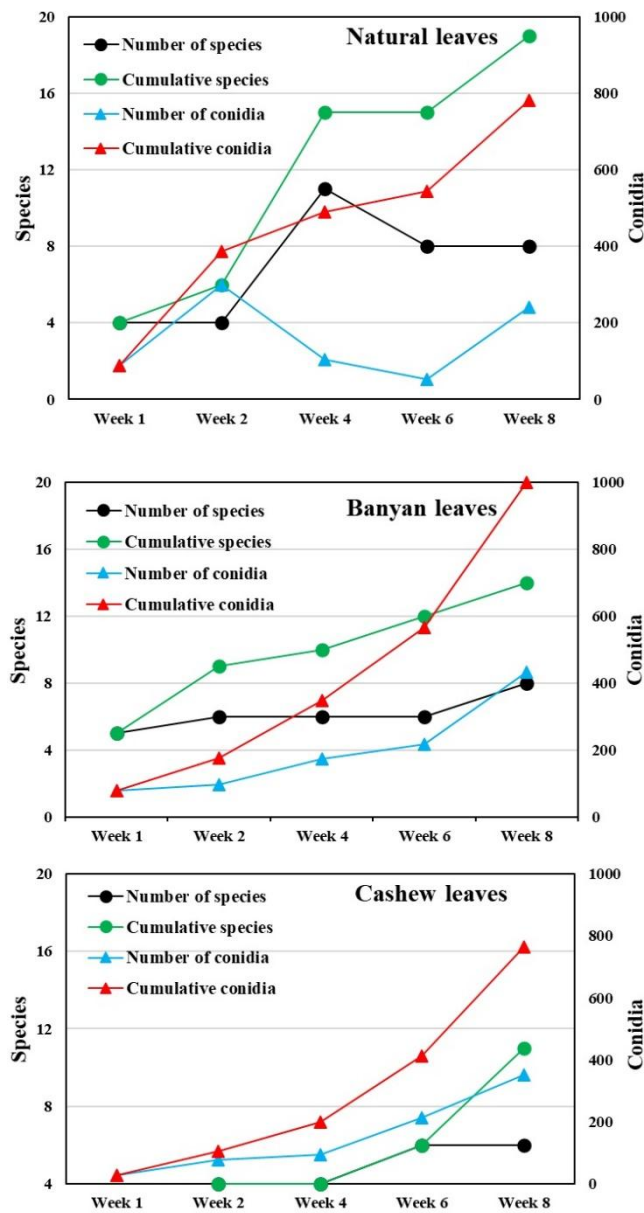 20
1000
Natural leaves
Number of species
Cumulative species
16
800
Number of conidia
Cumulative conidia
12
600
Species
Conidia
8
400
4
200
0
0
Week 1 Week 2 Week 4 Week 6 Week 8
20
1000
Banyan leaves
Number of species
Cumulative species
16
800
Number of conidia
Cumulative conidia
12
600
Species
Conidia
8
400
4
200
0
0
Week 1 Week 2 Week 4 Week 6 Week 8
20
1000
Cashew leaves
Number of species
Cumulative species
16
800
Number of conidia
Cumulative conidia
12
600
Species
Conidia
8
400
200
4
0
Week 1 Week 2 Week 4 Week 6 Week 8